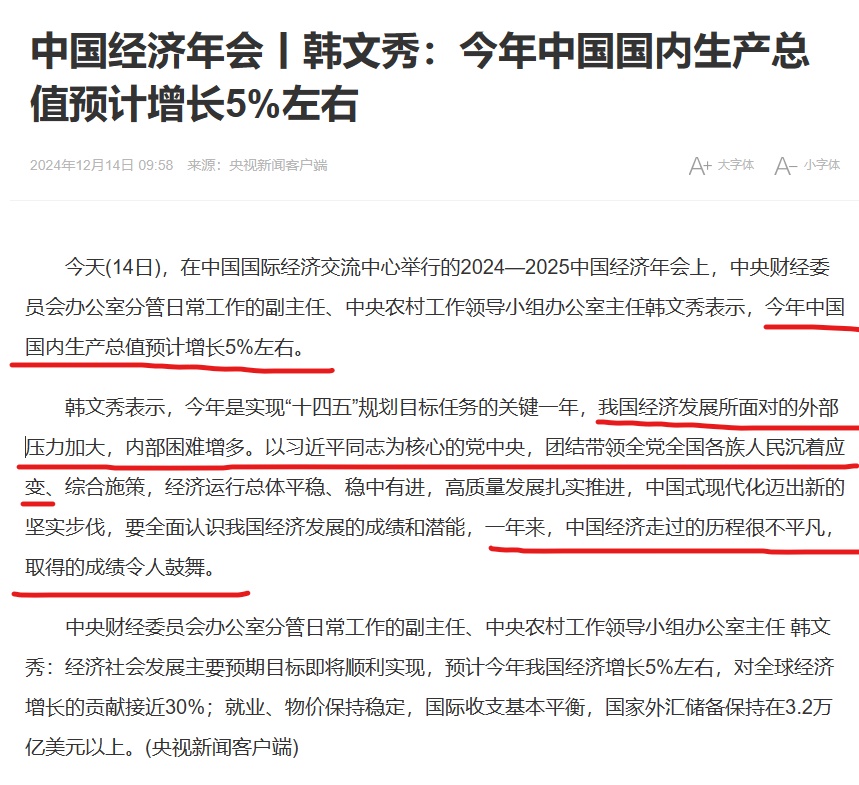 中国经济年会丨韩文秀：今年中国国内生产总
值预计增长5%左右
2024年12月14日 09:58 来源：央视新闻客户端 A+ 大字体 A- 小字体
今天(14日)，在中国国际经济交流中心举行的2024—2025中国经济年会上，中央财经委
员会办公室分管日常工作的副主任、中央农村工作领导小组办公室主任韩文秀表示，今年中国
国内生产总值预计增长5%左右。
韩文秀表示，今年是实现“十四五”规划目标任务的关键一年，我国经济发展所面对的外部
压力加大，内部困难增多。以习近平同志为核心的党中央，团结带领全党全国各族人民沉着应
变、综合施策，经济运行总体平稳、稳中有进，高质量发展扎实推进，中国式现代化迈出新的
坚实步伐，要全面认识我国经济发展的成绩和潜能，一年来，中国经济走过的历程很不平凡，
取得的成绩令人鼓舞。
中央财经委员会办公室分管日常工作的副主任、中央农村工作领导小组办公室主任 韩文
秀：经济社会发展主要预期目标即将顺利实现，预计今年我国经济增长5%左右，对全球经济
增长的贡献接近30%；就业、物价保持稳定，国际收支基本平衡，国家外汇储备保持在3.2万
亿美元以上。(央视新闻客户端)